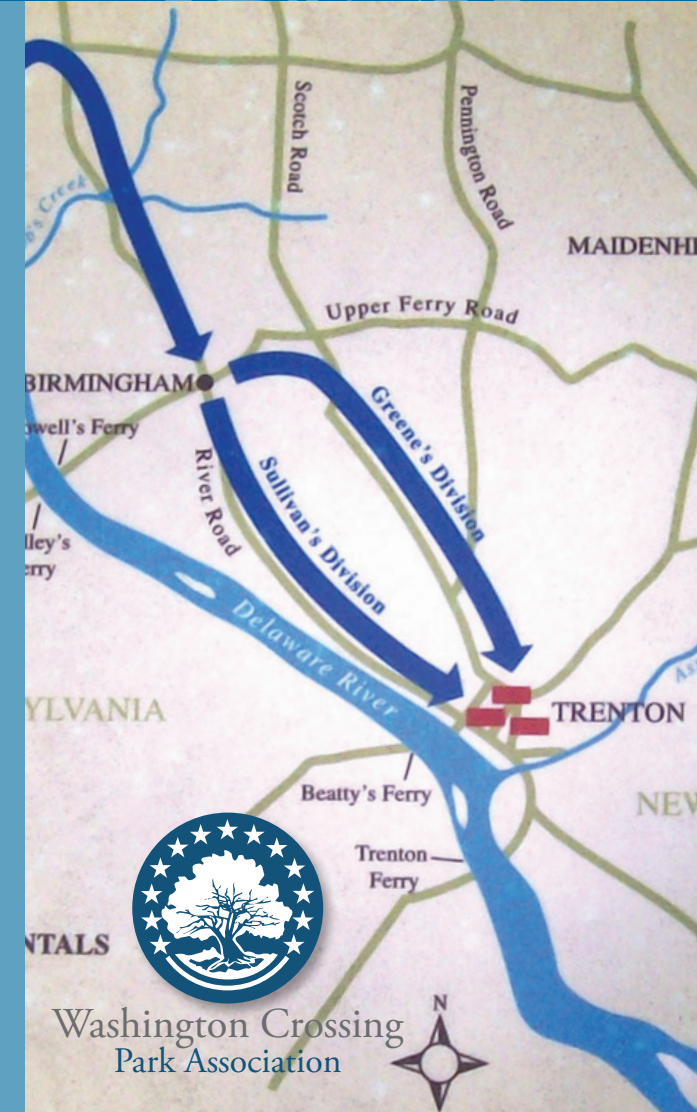 Scotch Road
Pennington Road
MAIDENH
Upper Ferry Road
BIRMINGHAM
Ferry
River Road
Greene's Division
Sullivan's Division
Delaware River
YLVANIA
TRENTON
Beatty's Ferry
NEW
Trenton
Ferry
NTALS
N
Washington Crossing
Park Association